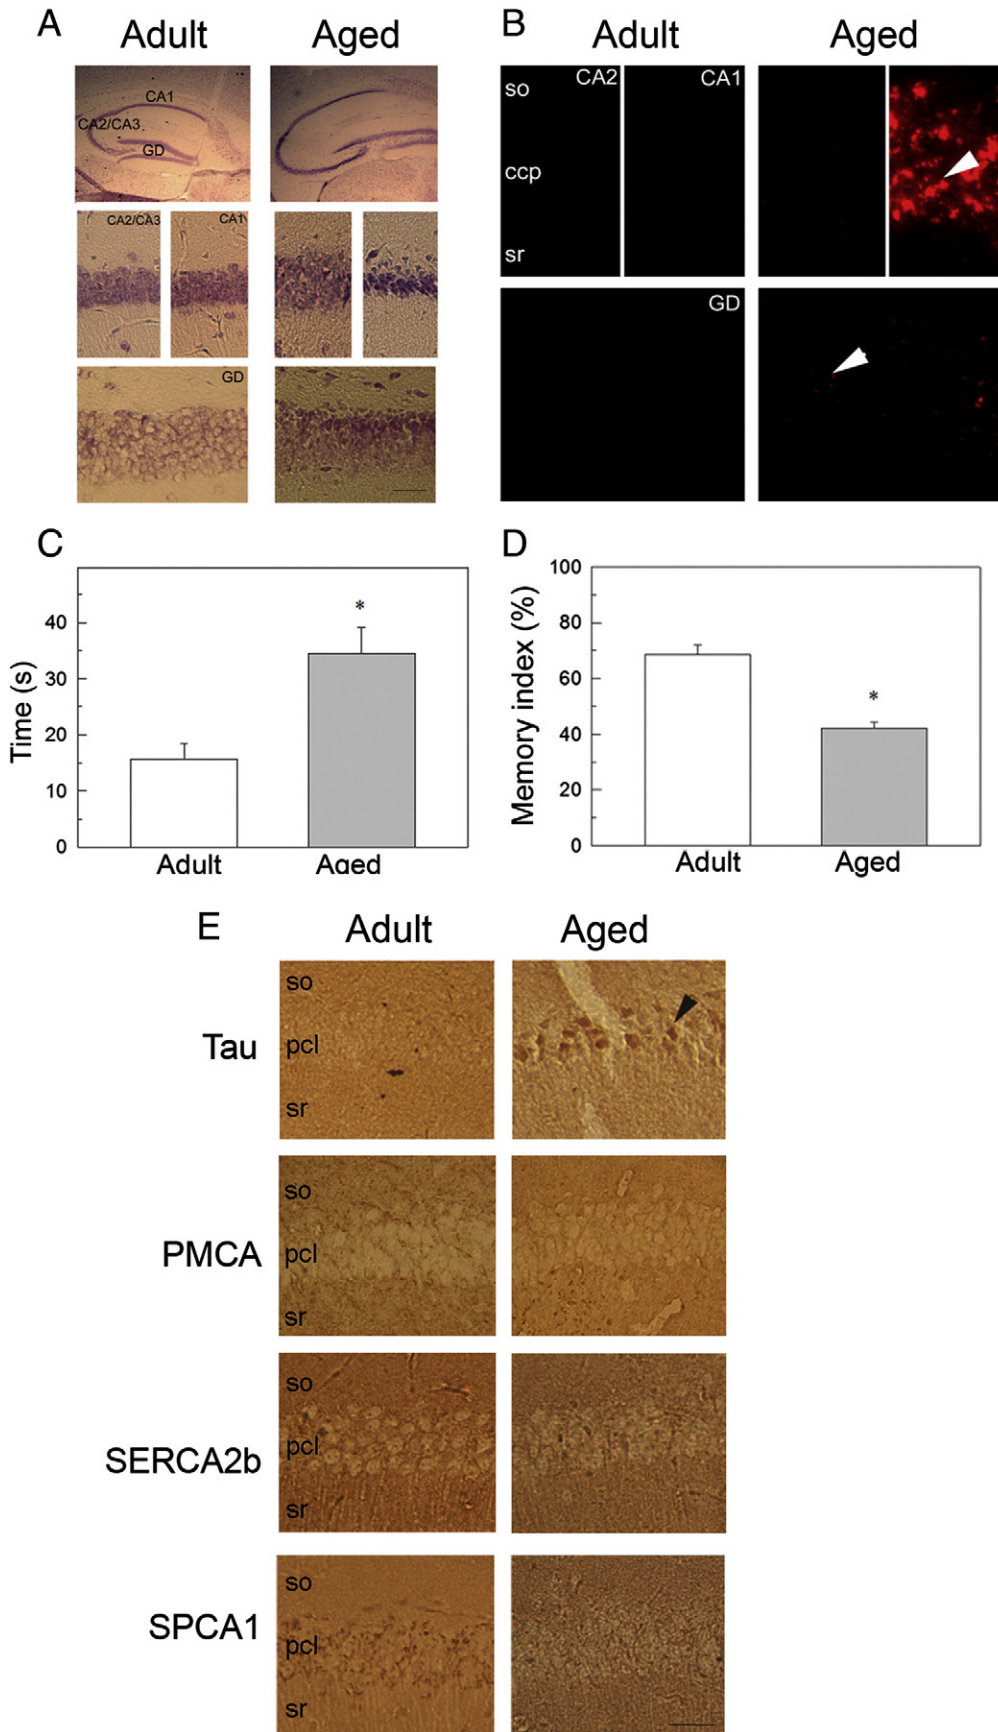 A
Adult
Aged
CA1
CA2/CA3
GD
CA2/CA3
CA1
GD
B
Adult
Aged
so
CA2
CA1
ccp
sr
GD
C
Time (s)
40
30
20
10
0
*
Adult
Aged
D
Memory index (%)
100
80
60
40
20
0
*
Adult
Aged
E
Adult
Aged
Tau
so
pcl
sr
PMCA
so
pcl
sr
SERCA2b
so
pcl
sr
SPCA1
so
pcl
sr